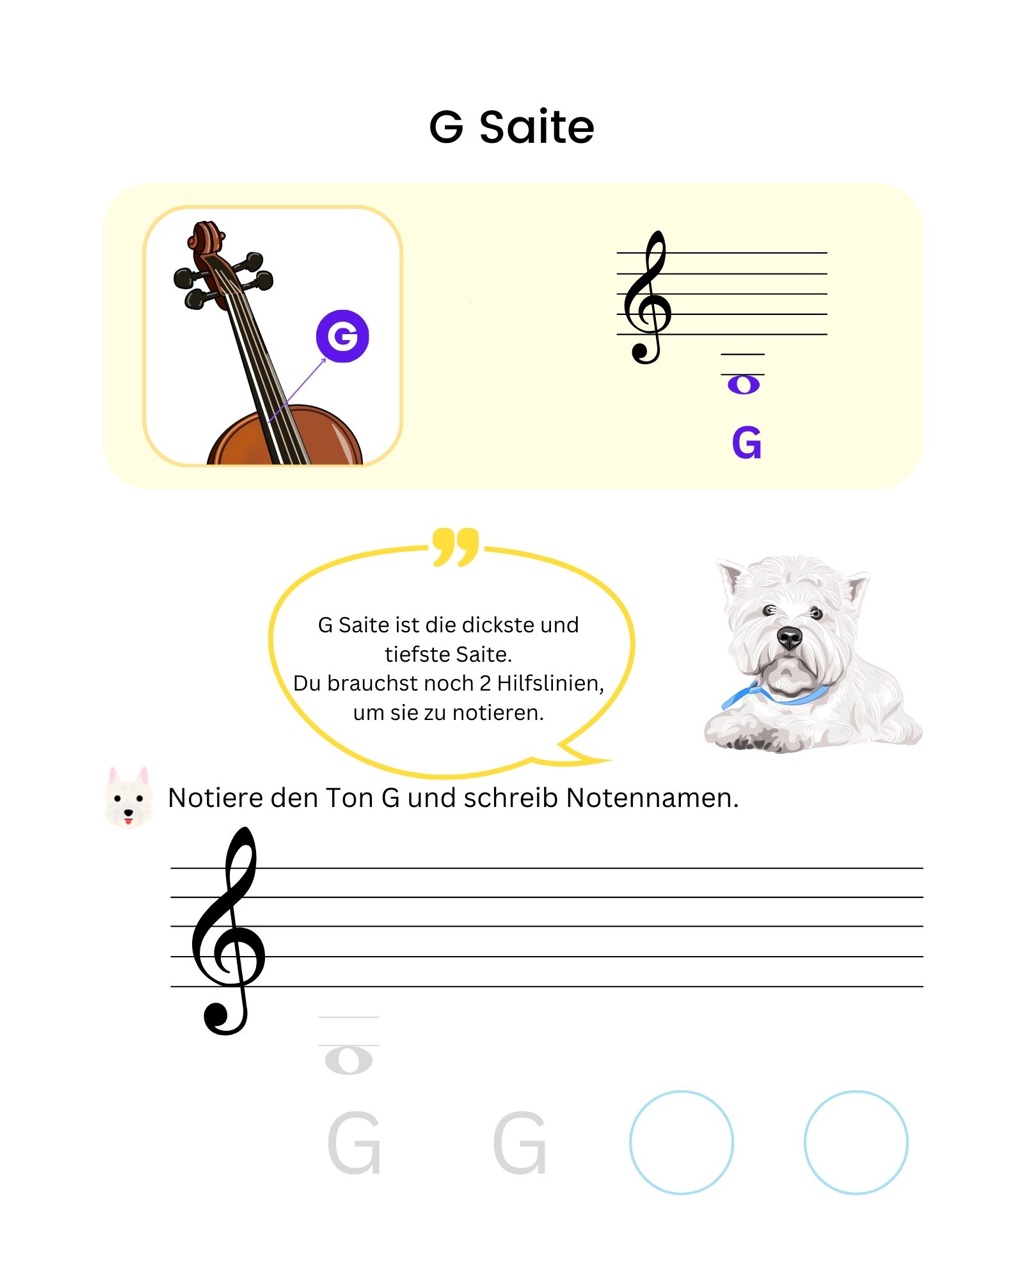 G Saite
G
G
G Saite ist die dickste und
tiefste Saite.
Du brauchst noch 2 Hilfslinien,
um sie zu notieren.
Notiere den Ton G und schreib Notennamen.
G G